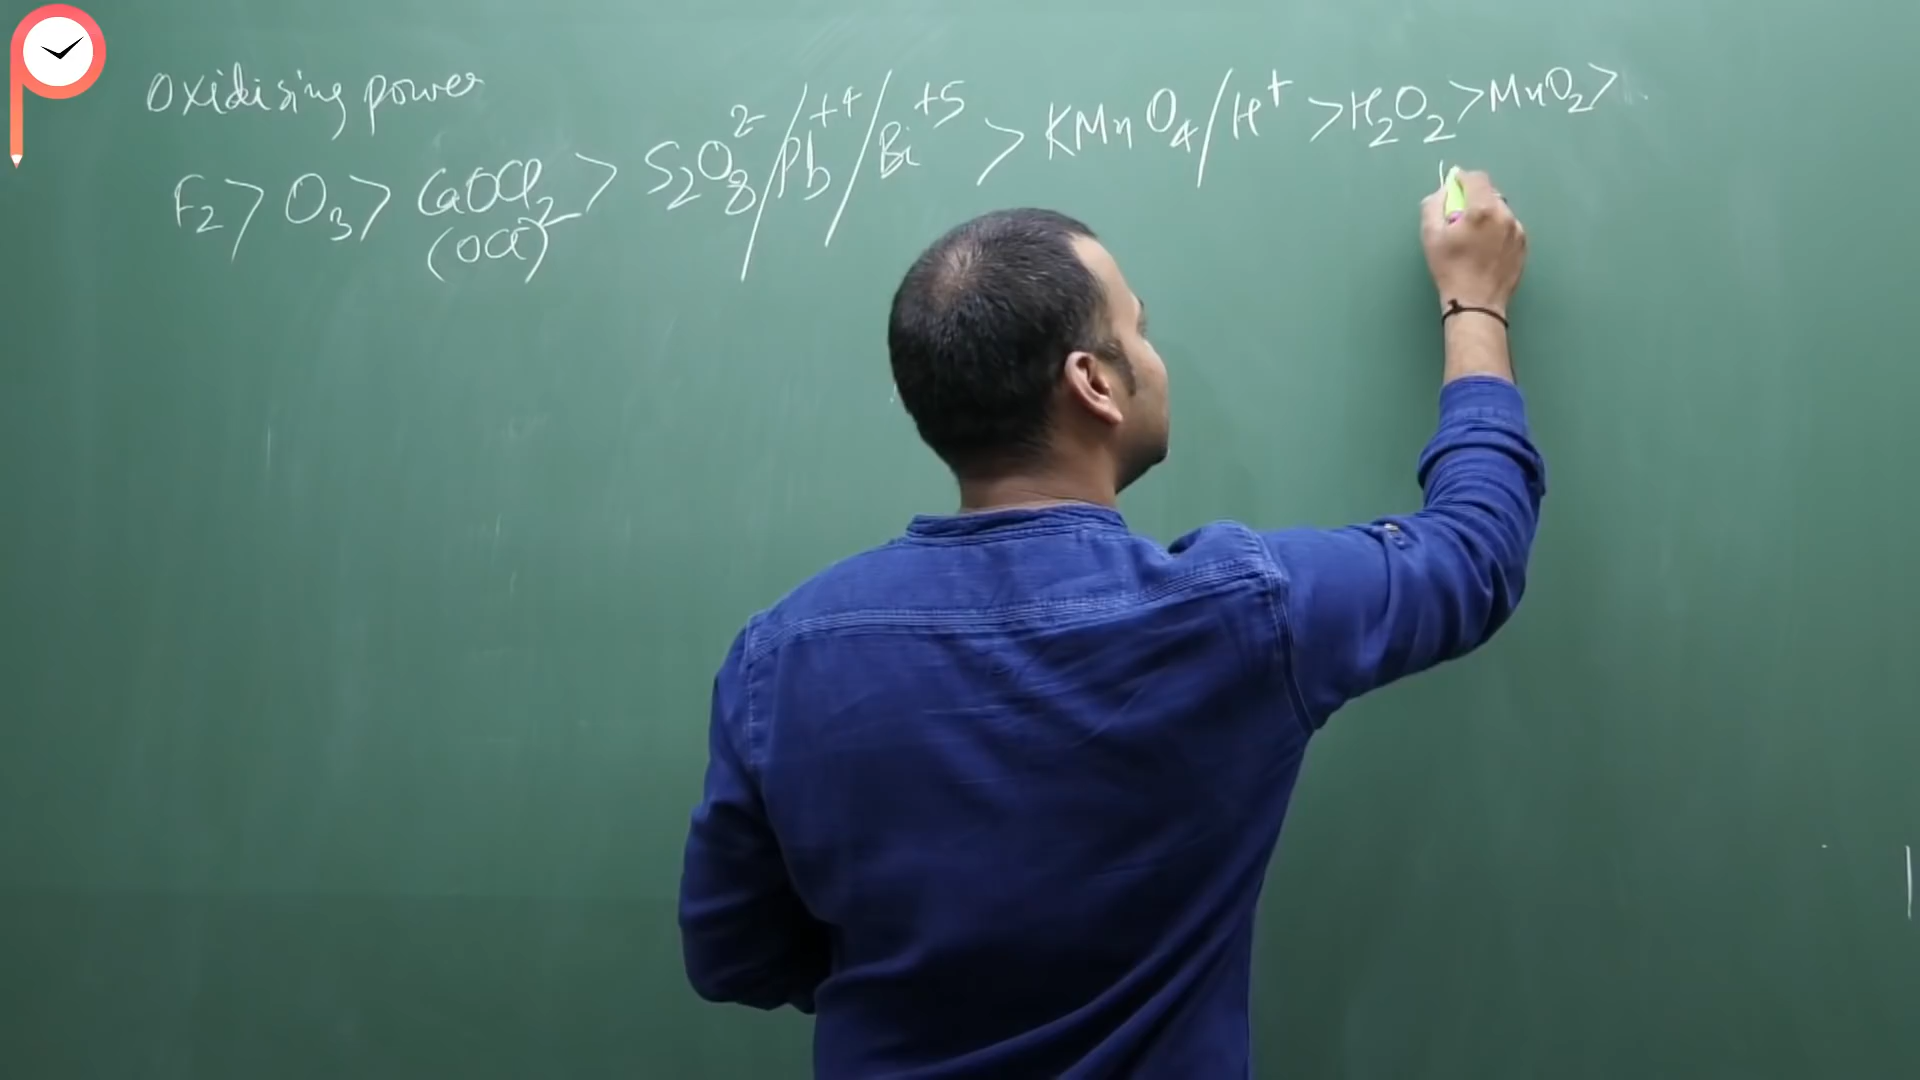 Oxidising power
F2 > O3 > CaOCl2 > S2O8^2- / Pb^+4 / Bi^+5 > KMnO4 / H^+ > H2O2 > MnO2 >
(OCl^-)